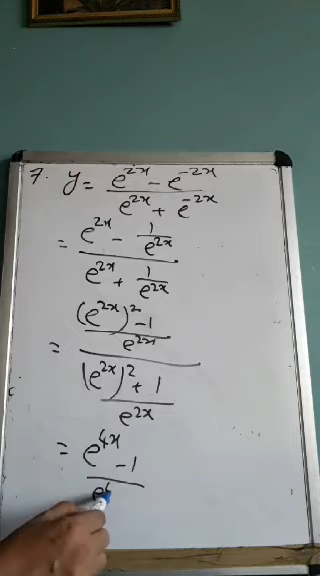 7. y = (e^{2x} - e^{-2x}) / (e^{2x} + e^{-2x})
= (e^{2x} - 1/e^{2x}) / (e^{2x} + 1/e^{2x})
= (((e^{2x})^2 - 1) / e^{2x}) / (((e^{2x})^2 + 1) / e^{2x})
= (e^{4x} - 1) / e^{4